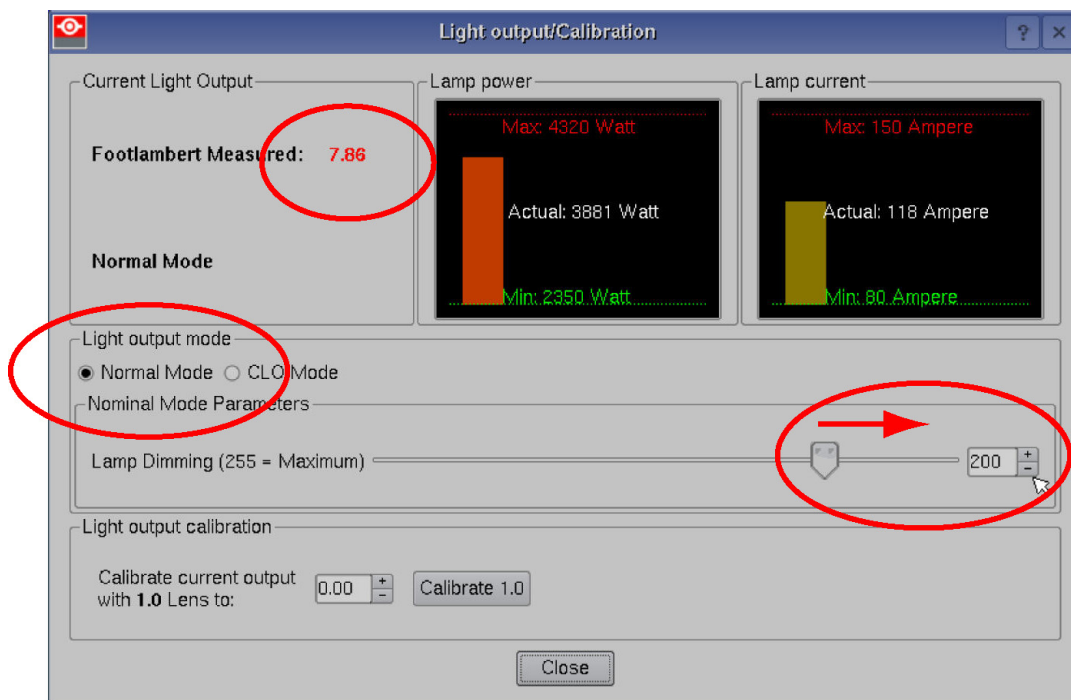 Light output/Calibration
? ×
Current Light Output
Footlambert Measured: 7.86
Normal Mode
Lamp power
Max: 4320 Watt
Actual: 3881 Watt
Min: 2350 Watt
Lamp current
Max: 150 Ampere
Actual: 118 Ampere
Min: 80 Ampere
Light output mode
Normal Mode CLO Mode
Nominal Mode Parameters
Lamp Dimming (255 = Maximum) 200
Light output calibration
Calibrate current output
with 1.0 Lens to:
0.00
Calibrate 1.0
Close